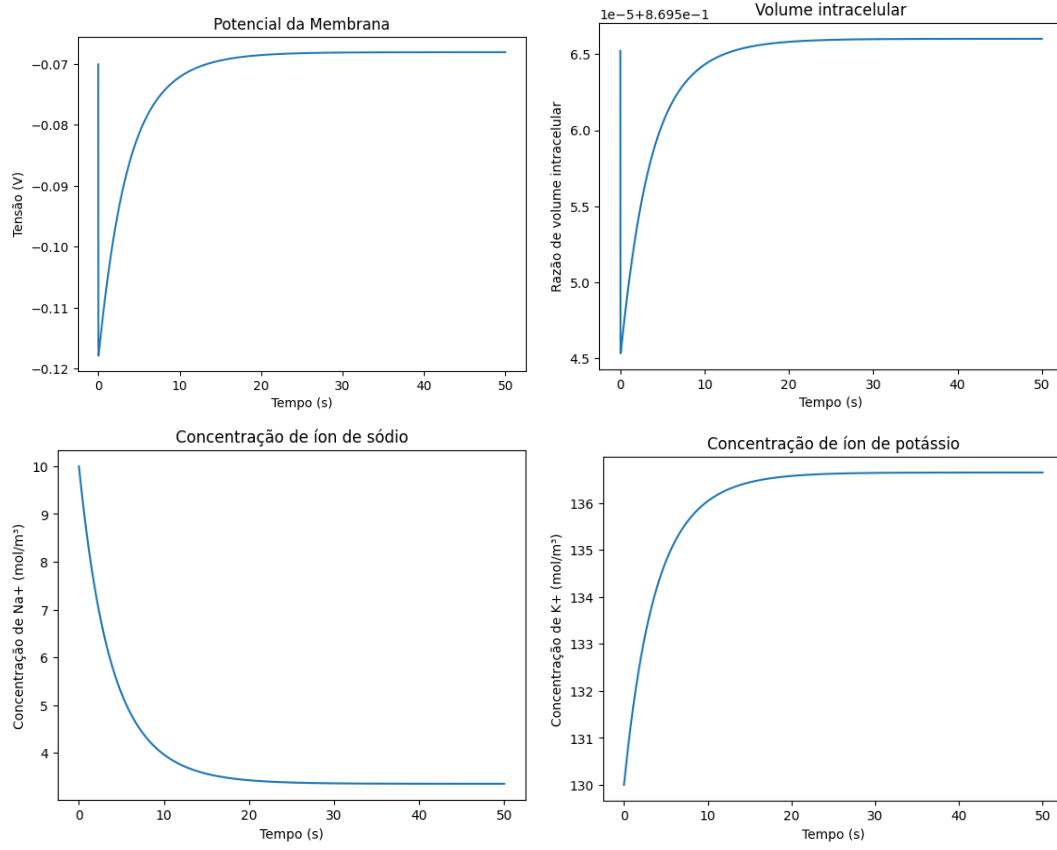 Potencial da Membrana
−0.07
−0.08
−0.09
−0.10
−0.11
−0.12
Tensão (V)
0 10 20 30 40 50
Tempo (s)
Volume intracelular
1e−5+8.695e−1
6.5
6.0
5.5
5.0
4.5
Razão de volume intracelular
0 10 20 30 40 50
Tempo (s)
Concentração de íon de sódio
10
9
8
7
6
5
4
Concentração de Na+ (mol/m³)
0 10 20 30 40 50
Tempo (s)
Concentração de íon de potássio
136
135
134
133
132
131
130
Concentração de K+ (mol/m³)
0 10 20 30 40 50
Tempo (s)